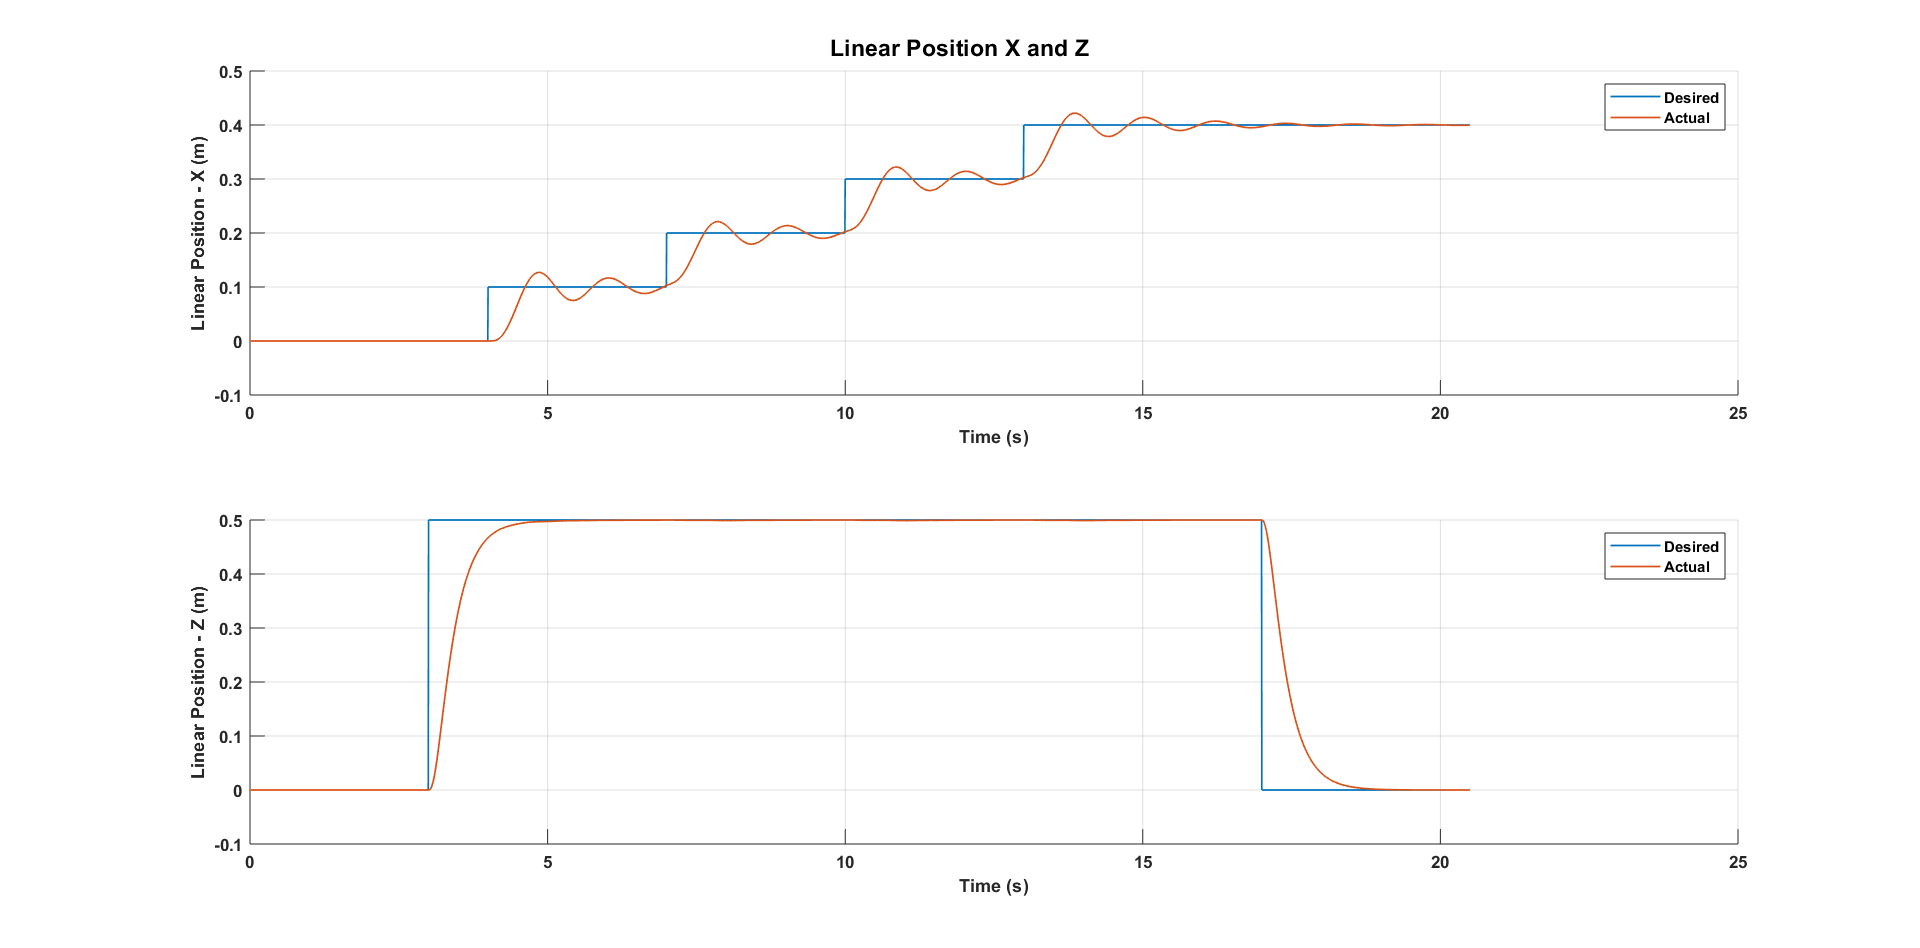 Linear Position X and Z
0.5
0.4
0.3
0.2
0.1
0
-0.1
Linear Position - X (m)
Desired
Actual
0 5 10 15 20 25
Time (s)
0.5
0.4
0.3
0.2
0.1
0
-0.1
Linear Position - Z (m)
Desired
Actual
0 5 10 15 20 25
Time (s)